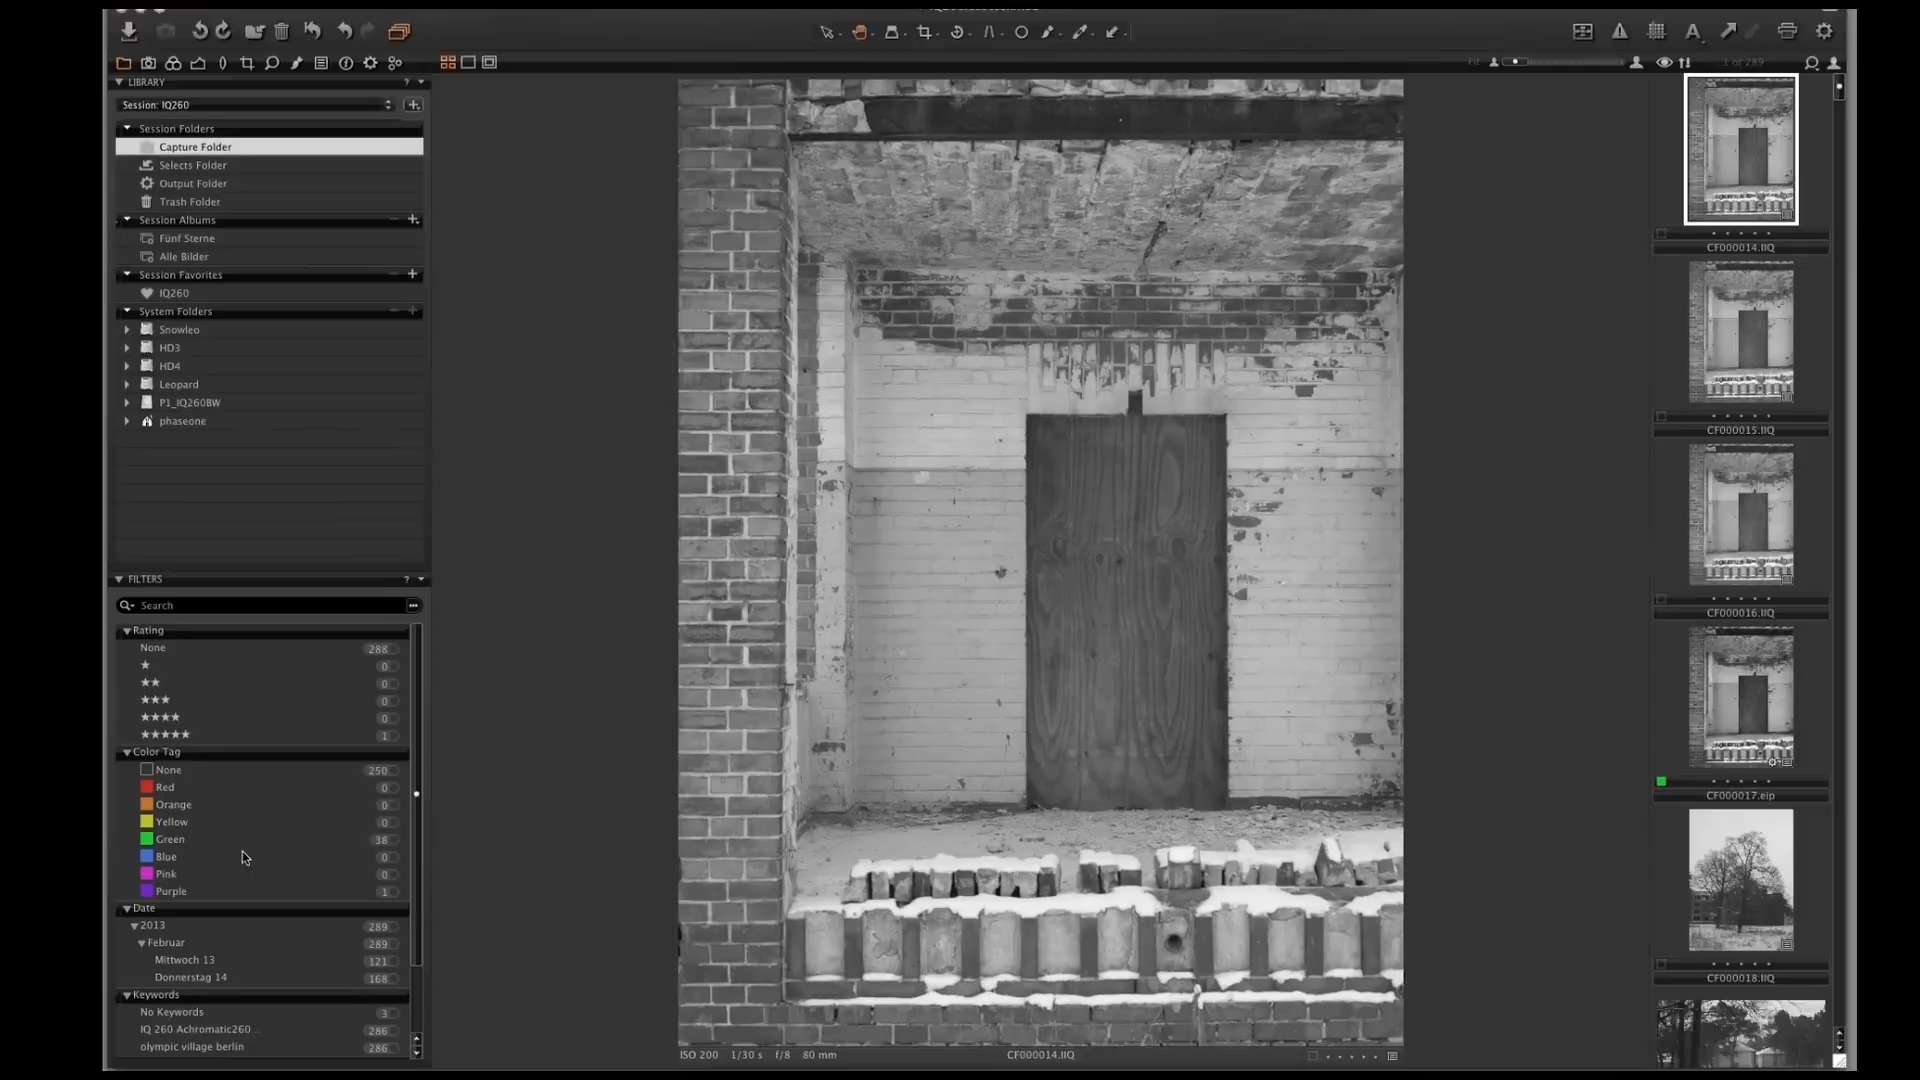 Fit
1 of 289
LIBRARY
?
Session: IQ260
Session Folders
Capture Folder
Selects Folder
Output Folder
Trash Folder
Session Albums
Fünf Sterne
Alle Bilder
Session Favorites
IQ260
System Folders
Snowleo
HD3
HD4
Leopard
P1_IQ260BW
phaseone
FILTERS
?
Search
Rating
None 288
★ 0
★★ 0
★★★ 0
★★★★ 0
★★★★★ 1
Color Tag
None 250
Red 0
Orange 0
Yellow 0
Green 38
Blue 0
Pink 0
Purple 1
Date
2013 289
Februar 289
Mittwoch 13 121
Donnerstag 14 168
Keywords
No Keywords 3
IQ 260 Achromatic260... 286
olympic village berlin 286
ISO 200 1/30 s f/8 80 mm
CF000014.IIQ
CF000014.IIQ
CF000015.IIQ
CF000016.IIQ
CF000017.eip
CF000018.IIQ